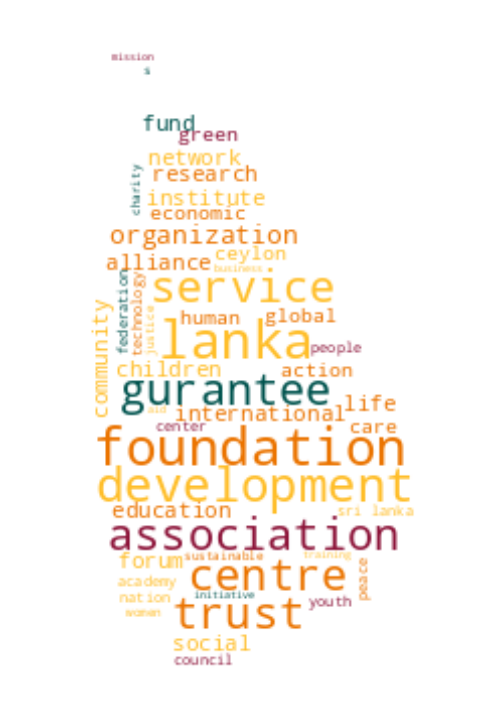 mission
s
fund
green
network
research
charity
institute
economic
organization
ceylon
alliance
business
federation
technology
service
justice
human
global
community
lanka
people
children
action
gurantee
aid
life
international
center
care
foundation
development
education
sri lanka
association
forum
sustainable
training
centre
peace
academy
nation
initiative
youth
women
trust
social
council